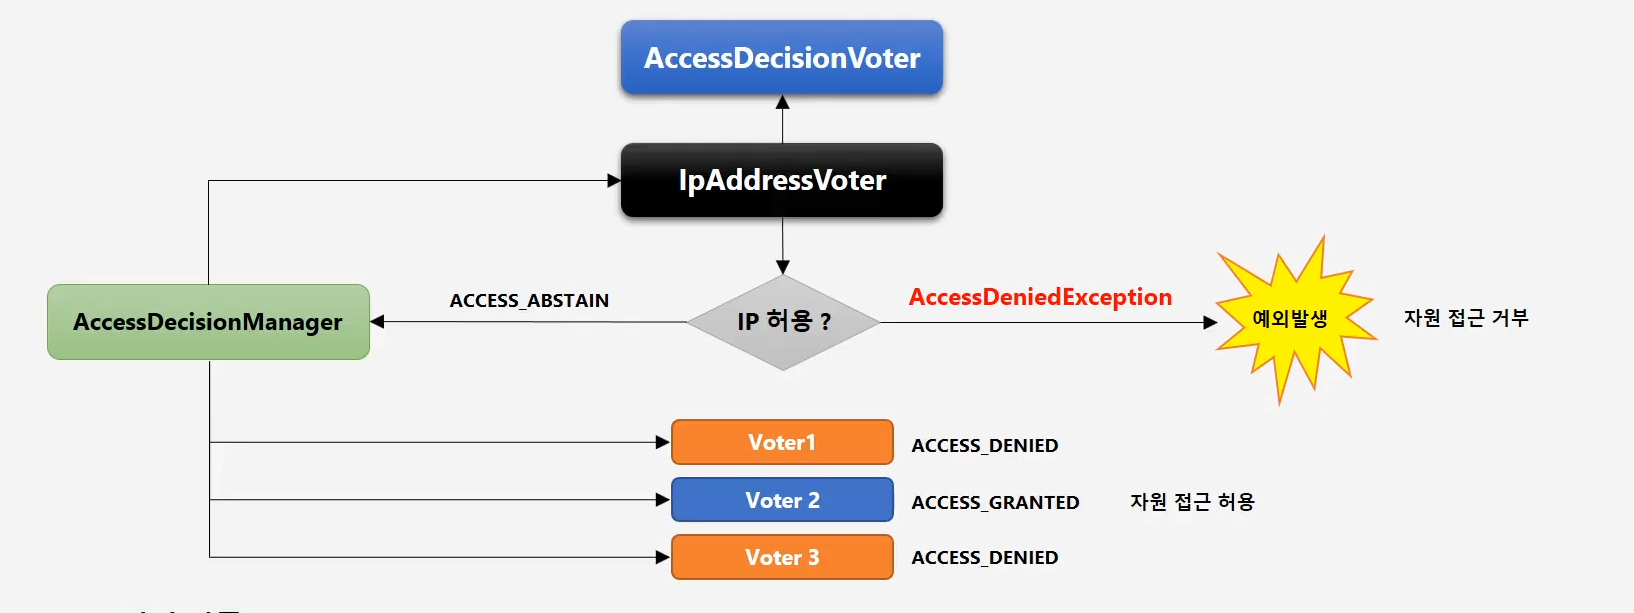 AccessDecisionVoter
IpAddressVoter
AccessDecisionManager
ACCESS_ABSTAIN
IP 허용 ?
AccessDeniedException
예외발생
자원 접근 거부
Voter1
ACCESS_DENIED
Voter 2
ACCESS_GRANTED
자원 접근 허용
Voter 3
ACCESS_DENIED